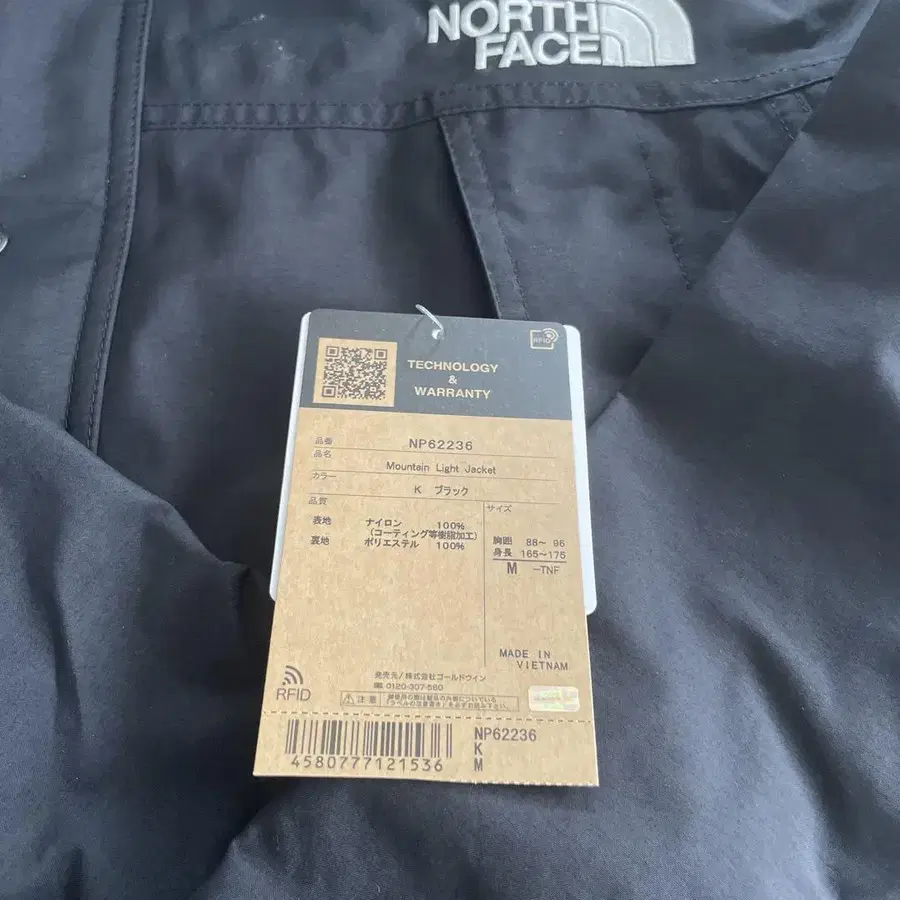 NORTH
FACE
RFID
TECHNOLOGY
&
WARRANTY
品番 NP62236
品名 Mountain Light Jacket
カラー K ブラック
品質
表地 ナイロン 100%
(コーティング等樹脂加工)
裏地 ポリエステル 100%
サイズ
胸囲 88~ 96
身長 165~175
M -TNF
MADE IN
VIETNAM
発売元/株式会社ゴールドウイン
0120-307-560
RFID
注意
NP62236
K
M
4580777121536